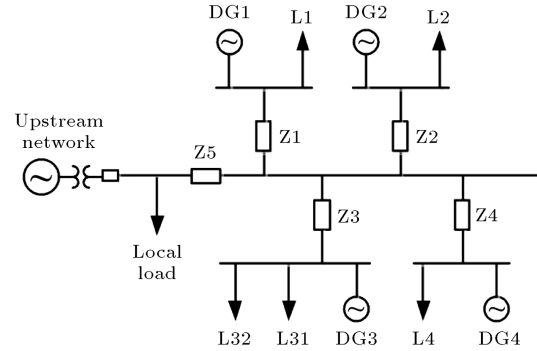 DG1 L1 DG2 L2
Upstream
network
Z5 Z1 Z2
Z3 Z4
Local
load
L32 L31 DG3 L4 DG4